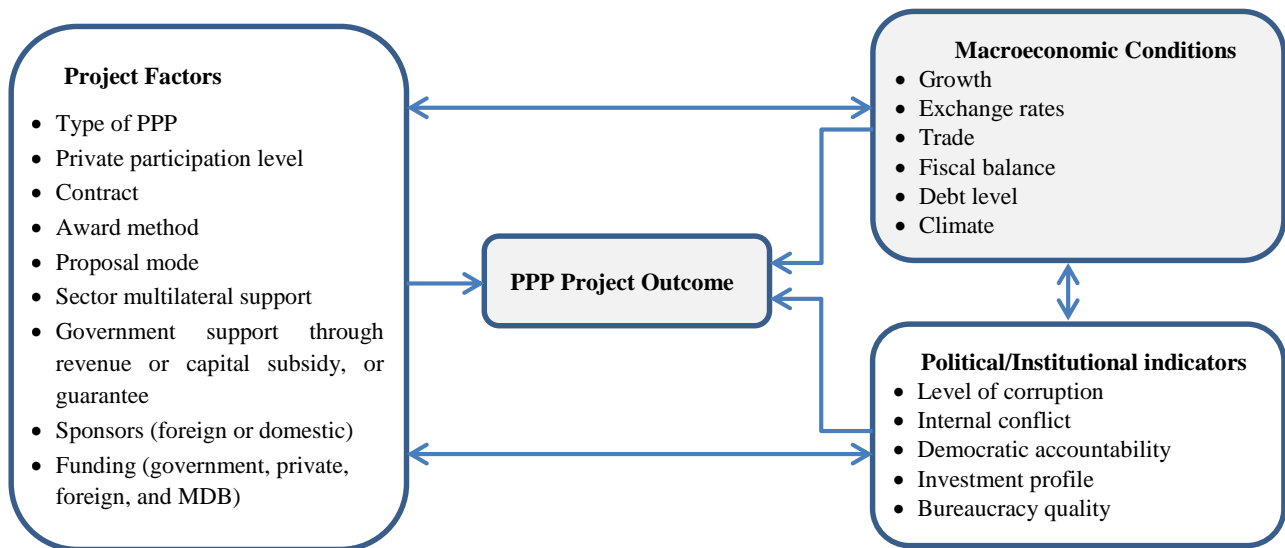 Project Factors
• Type of PPP
• Private participation level
• Contract
• Award method
• Proposal mode
• Sector multilateral support
• Government support through
revenue or capital subsidy, or
guarantee
• Sponsors (foreign or domestic)
• Funding (government, private,
foreign, and MDB)
PPP Project Outcome
Macroeconomic Conditions
• Growth
• Exchange rates
• Trade
• Fiscal balance
• Debt level
• Climate
Political/Institutional indicators
• Level of corruption
• Internal conflict
• Democratic accountability
• Investment profile
• Bureaucracy quality